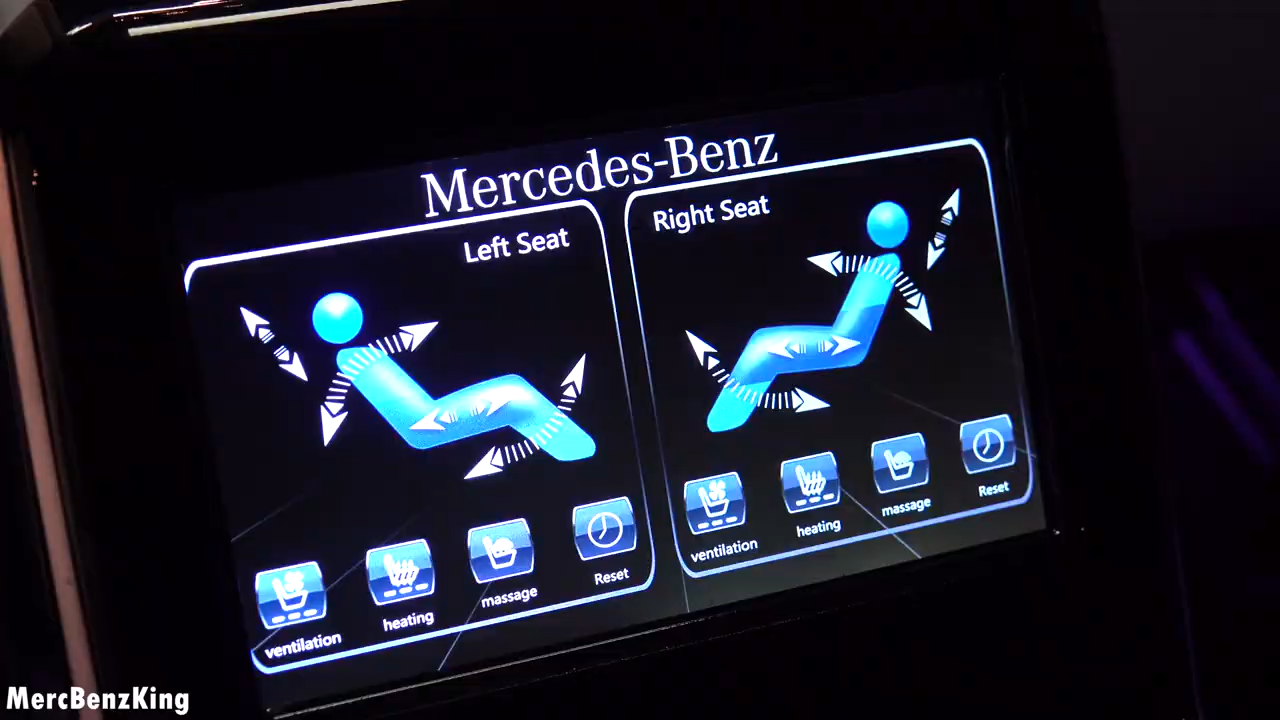 Mercedes-Benz
Left Seat
ventilation
heating
massage
Reset
Right Seat
ventilation
heating
massage
Reset
MercBenzKing